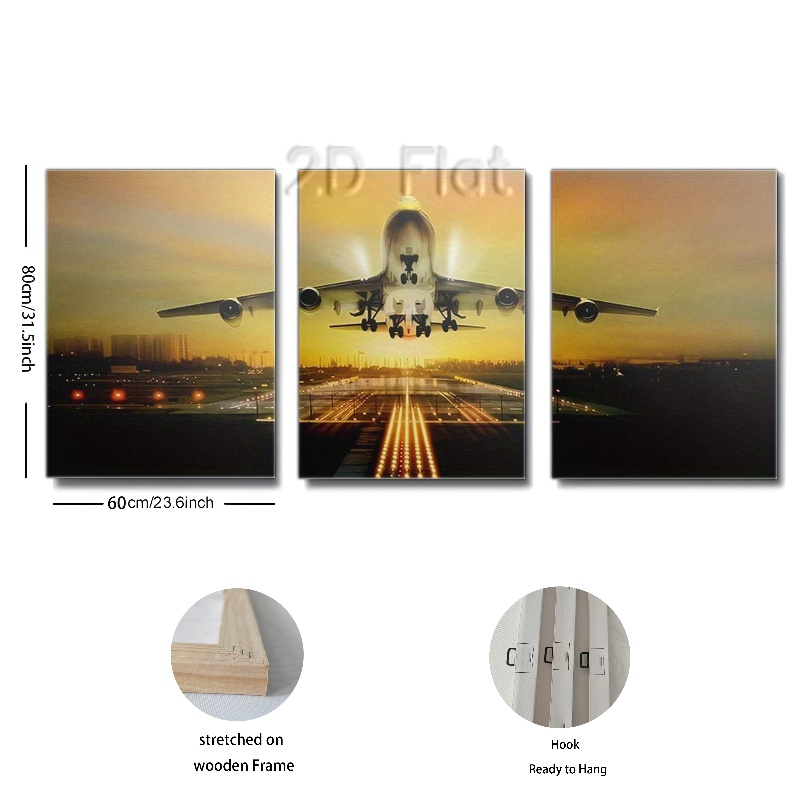 2D Flat
80cm/31.5inch
60cm/23.6inch
stretched on
wooden Frame
Hook
Ready to Hang